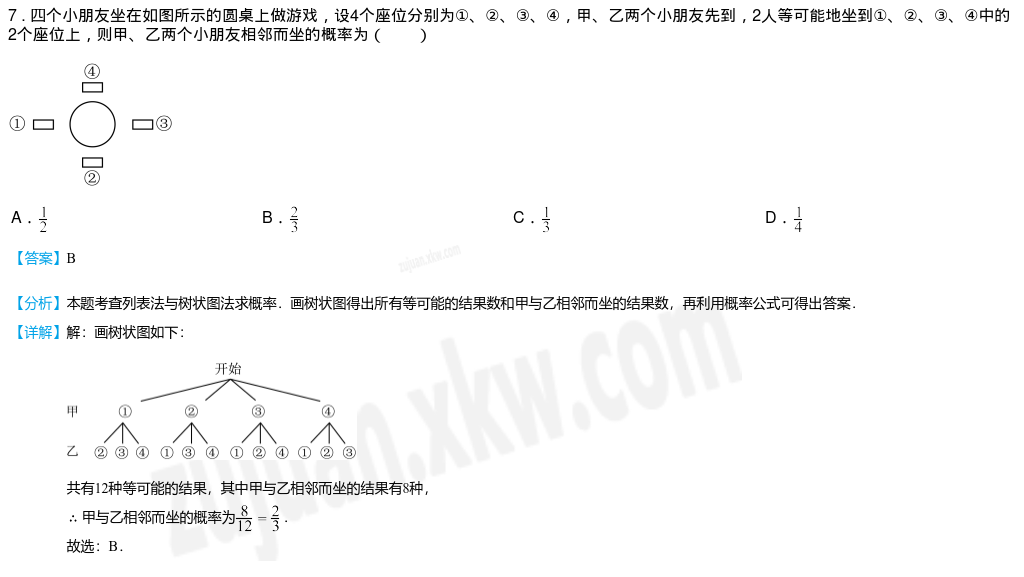 7．四个小朋友坐在如图所示的圆桌上做游戏，设4个座位分别为①、②、③、④，甲、乙两个小朋友先到，2人等可能地坐到①、②、③、④中的
2个座位上，则甲、乙两个小朋友相邻而坐的概率为（　　）
④
① ③
②
A．1/2 B．2/3 C．1/3 D．1/4
【答案】B
zujuan.xkw.com
【分析】本题考查列表法与树状图法求概率．画树状图得出所有等可能的结果数和甲与乙相邻而坐的结果数，再利用概率公式可得出答案．
【详解】解：画树状图如下：
开始
甲 ① ② ③ ④
乙 ② ③ ④ ① ③ ④ ① ② ④ ① ② ③
共有12种等可能的结果，其中甲与乙相邻而坐的结果有8种，
∴甲与乙相邻而坐的概率为8/12＝2/3．
故选：B．
zujuan.xkw.com